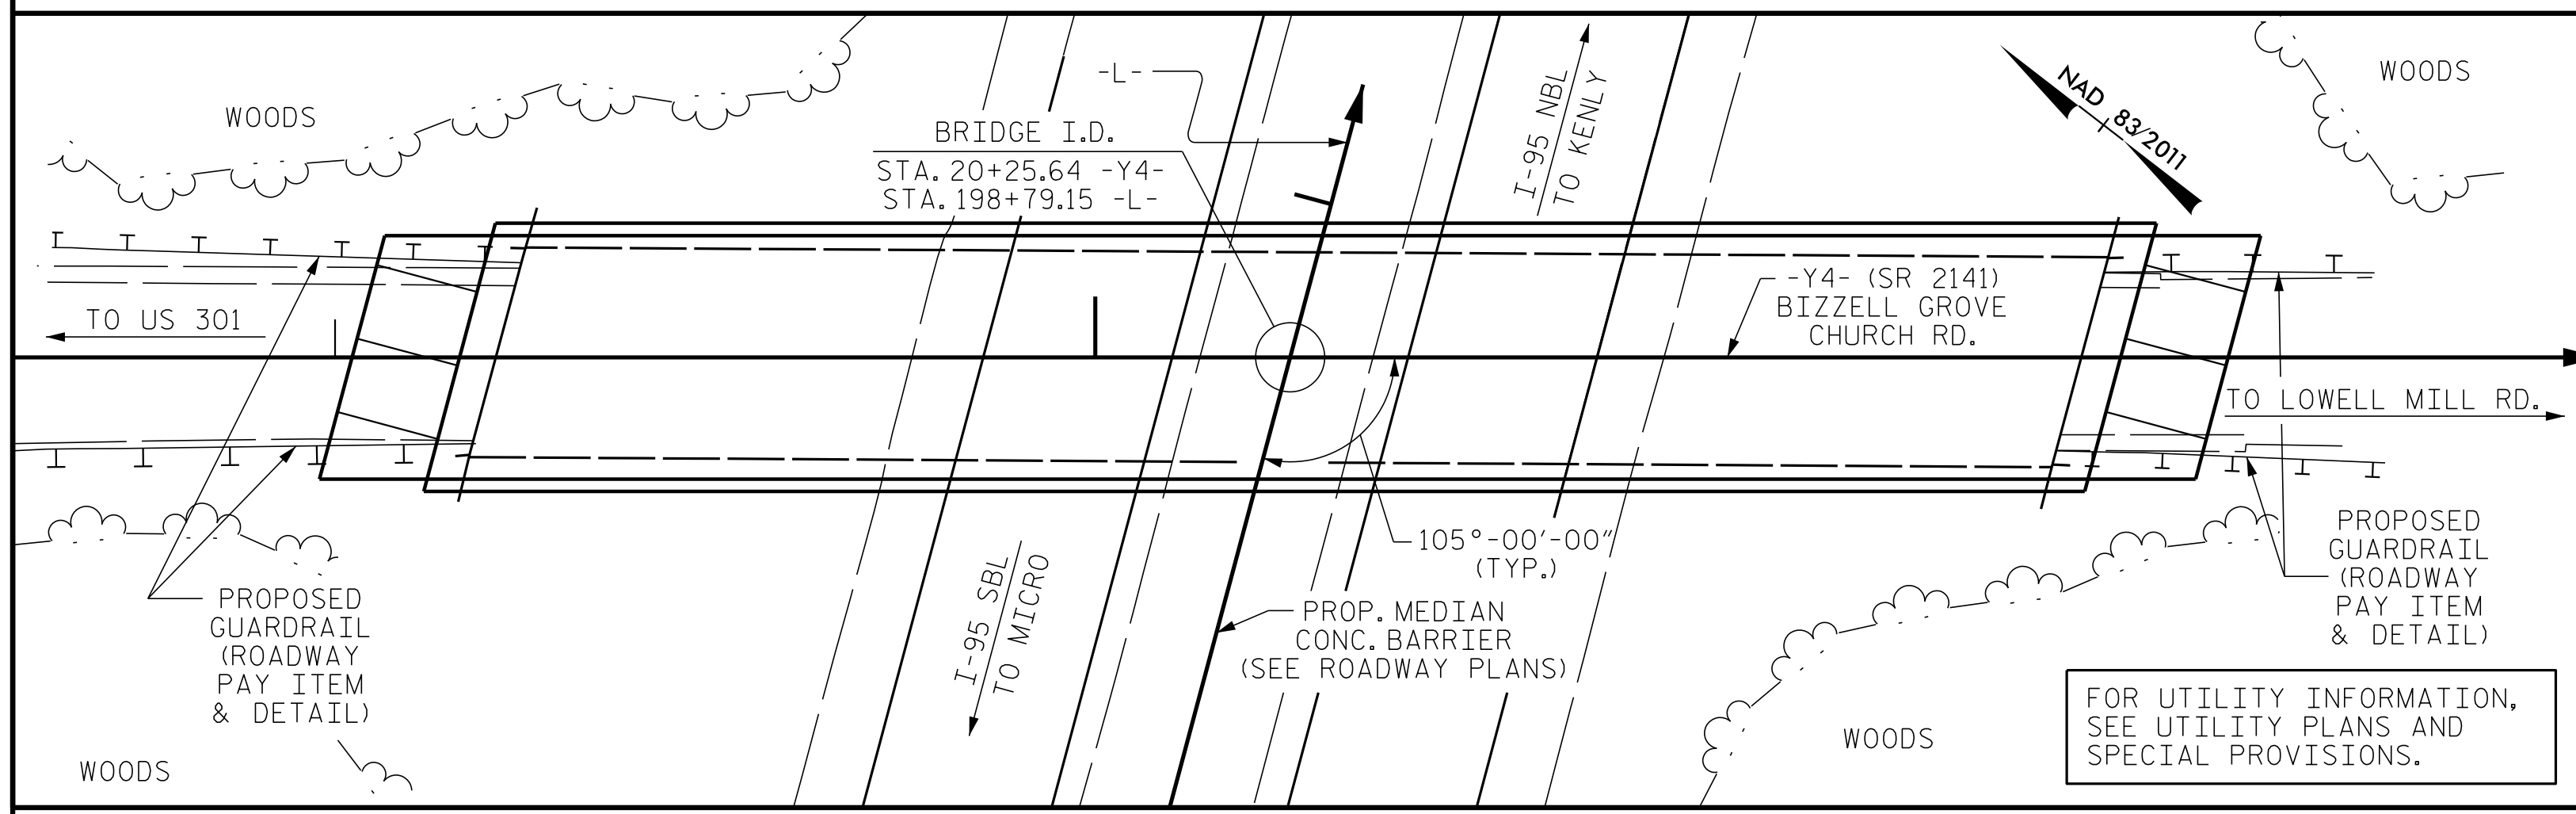 WOODS
-L-
BRIDGE I.D.
STA. 20+25.64 -Y4-
STA. 198+79.15 -L-
I-95 NBL
TO KENLY
NAD 83/2011
WOODS
TO US 301
-Y4- (SR 2141)
BIZZELL GROVE
CHURCH RD.
TO LOWELL MILL RD.
105°-00'-00"
(TYP.)
I-95 SBL
TO MICRO
PROP. MEDIAN
CONC. BARRIER
(SEE ROADWAY PLANS)
PROPOSED
GUARDRAIL
(ROADWAY
PAY ITEM
& DETAIL)
PROPOSED
GUARDRAIL
(ROADWAY
PAY ITEM
& DETAIL)
WOODS
WOODS
FOR UTILITY INFORMATION,
SEE UTILITY PLANS AND
SPECIAL PROVISIONS.